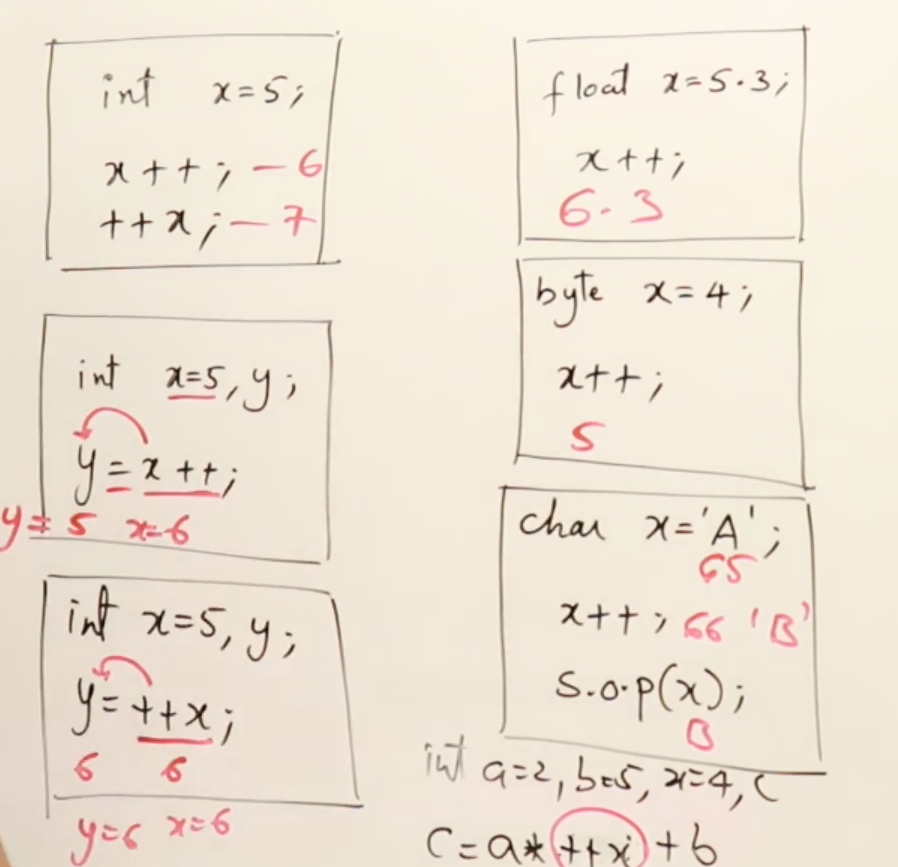 int x=5;
x++; - 6
++x; - 7
int x=5, y;
y = x++;
y = 5 x=6
int x=5, y;
y = ++x;
6 6
y=6 x=6
float x=5.3;
x++;
6.3
byte x=4;
x++;
5
char x='A';
65
x++; 66 'B'
S.o.p(x);
B
int a=2, b=5, x=4, c
C = a* ++x + b